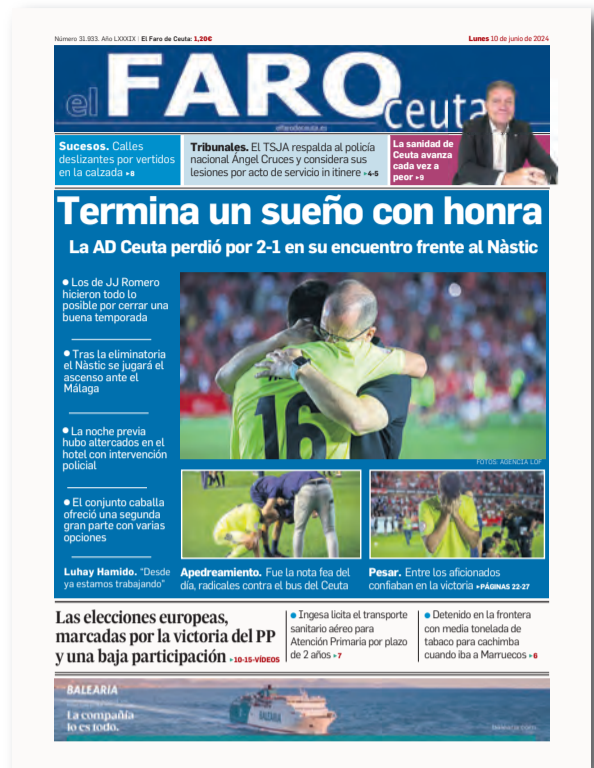 Número 31.933. Año LXXXIX | El Faro de Ceuta: 1,20€
Lunes 10 de junio de 2024
el FARO ceuta
elfarodeceuta.es
Sucesos. Calles
deslizantes por vertidos
en la calzada ▸8
Tribunales. El TSJA respalda al policía
nacional Ángel Cruces y considera sus
lesiones por acto de servicio in itinere ▸4-5
La sanidad de
Ceuta avanza
cada vez a
peor ▸9
Termina un sueño con honra
La AD Ceuta perdió por 2-1 en su encuentro frente al Nàstic
● Los de JJ Romero
hicieron todo lo
posible por cerrar una
buena temporada
● Tras la eliminatoria
el Nàstic se jugará el
ascenso ante el
Málaga
● La noche previa
hubo altercados en el
hotel con intervención
policial
● El conjunto caballa
ofreció una segunda
gran parte con varias
opciones
Luhay Hamido. “Desde
ya estamos trabajando”
16
FOTOS: AGENCIA LOF
Apedreamiento. Fue la nota fea del
día, radicales contra el bus del Ceuta
Pesar. Entre los aficionados
confiaban en la victoria ▸PÁGINAS 22-27
Las elecciones europeas,
marcadas por la victoria del PP
y una baja participación ▸10-15-VÍDEOS
● Ingesa licita el transporte
sanitario aéreo para
Atención Primaria por plazo
de 2 años ▸7
● Detenido en la frontera
con media tonelada de
tabaco para cachimba
cuando iba a Marruecos ▸6
BALEARIA
La compañía
lo es todo.
BALEARIA
balearia.com